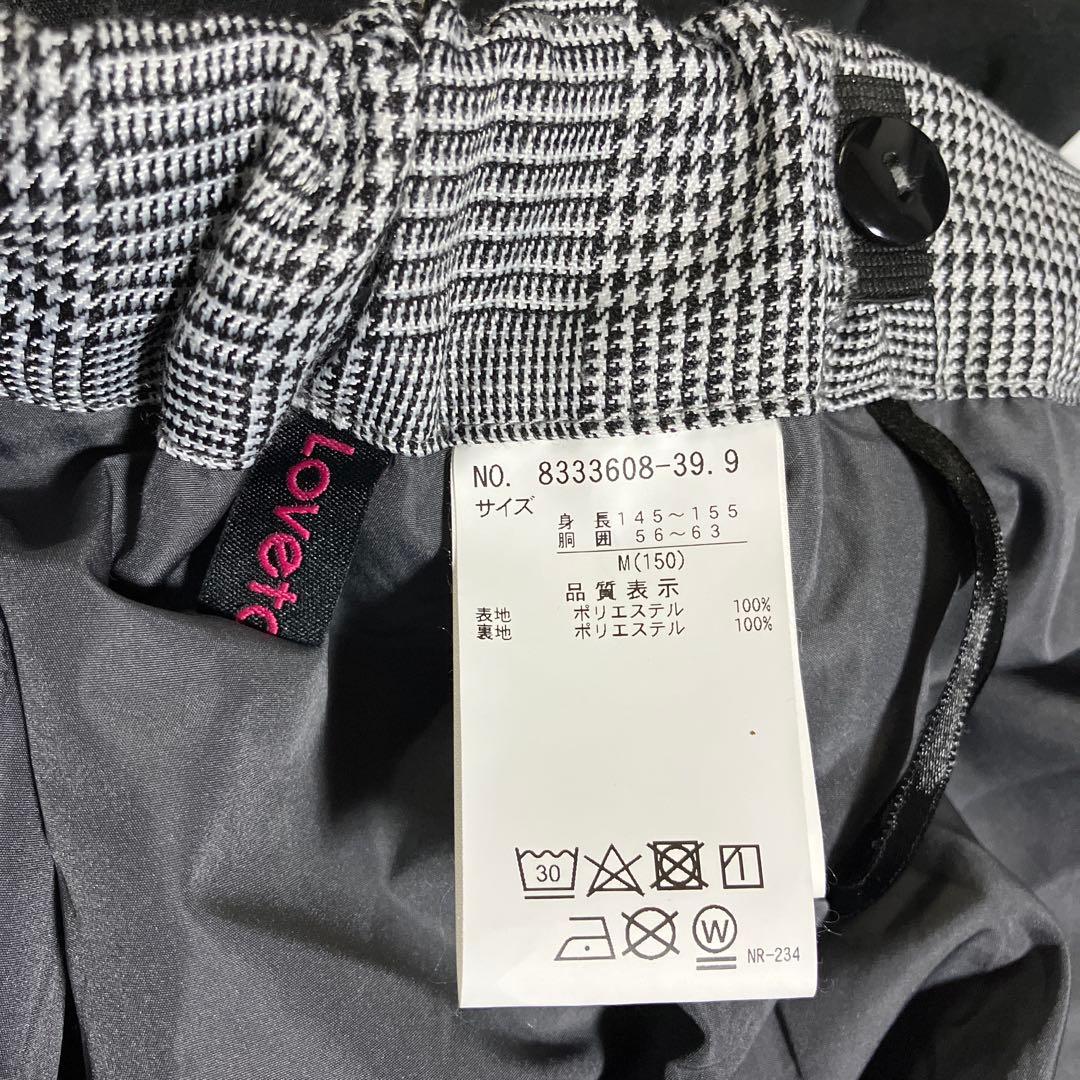 Loveto
NO. 8333608-39.9
サイズ
身 長 145～155
胴 囲 56～63
M(150)
品質表示
表地 ポリエステル 100%
裏地 ポリエステル 100%
30
1
W
NR-234